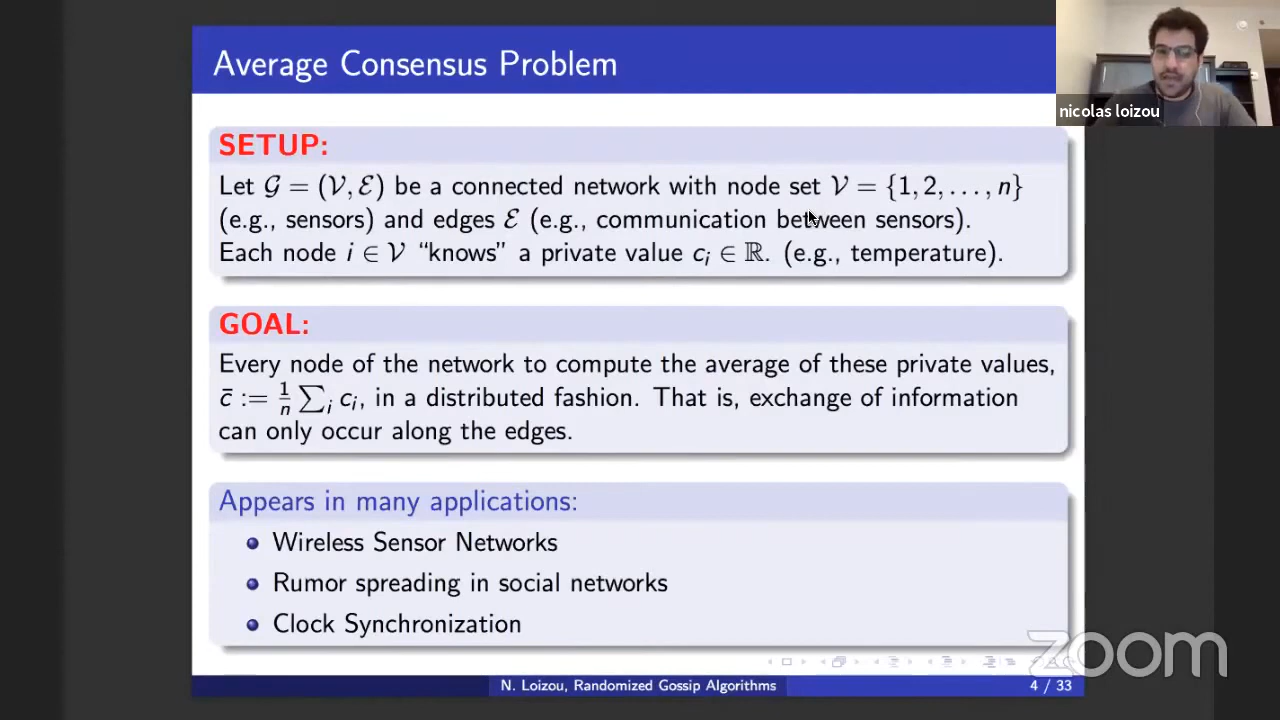 Average Consensus Problem
nicolas loizou
SETUP:
Let 𝒢 = (𝒱, ℰ) be a connected network with node set 𝒱 = {1, 2, . . . , n}
(e.g., sensors) and edges ℰ (e.g., communication between sensors).
Each node i ∈ 𝒱 “knows” a private value cᵢ ∈ ℝ. (e.g., temperature).
GOAL:
Every node of the network to compute the average of these private values,
c̄ := 1/n ∑ᵢ cᵢ, in a distributed fashion. That is, exchange of information
can only occur along the edges.
Appears in many applications:
Wireless Sensor Networks
Rumor spreading in social networks
Clock Synchronization
zoom
N. Loizou, Randomized Gossip Algorithms
4 / 33